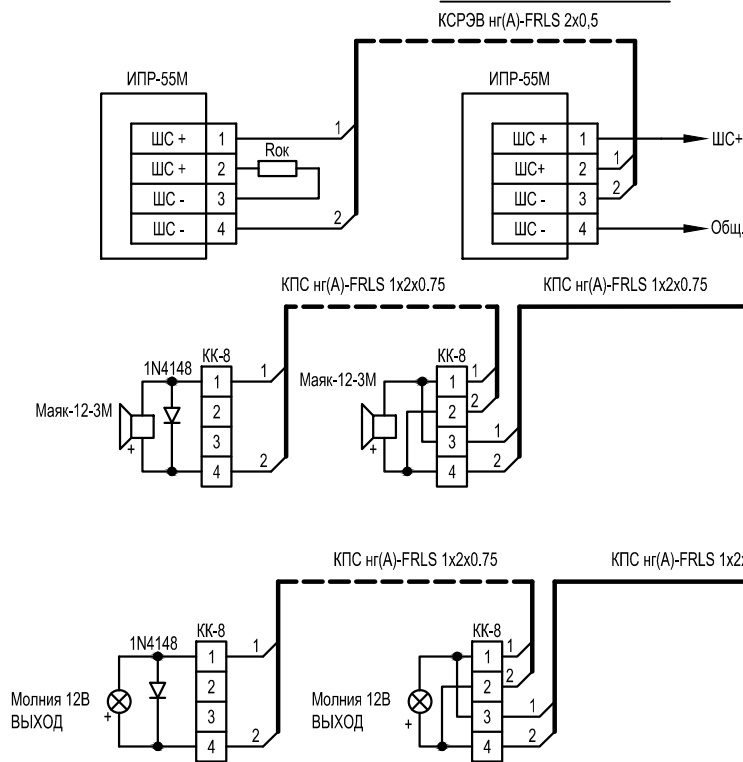 КСРЭВ нг(А)-FRLS 2х0,5
ИПР-55М
ИПР-55М
ШС +
1
1
ШС +
2
Rок
ШС -
3
ШС -
4
2
ШС +
1
ШС+
ШС+
2
1
ШС -
3
2
ШС -
4
Общ.
КПС нг(А)-FRLS 1х2х0.75
КПС нг(А)-FRLS 1х2х0.75
1N4148
КК-8
1
1
2
3
4
2
Маяк-12-3М
+
КК-8
Маяк-12-3М
1
1
2
2
3
1
4
2
+
КПС нг(А)-FRLS 1х2х0.75
КПС нг(А)-FRLS 1х2
1N4148
КК-8
1
1
2
3
4
2
Молния 12В
ВЫХОД
+
КК-8
1
1
2
2
3
1
4
2
Молния 12В
ВЫХОД
+